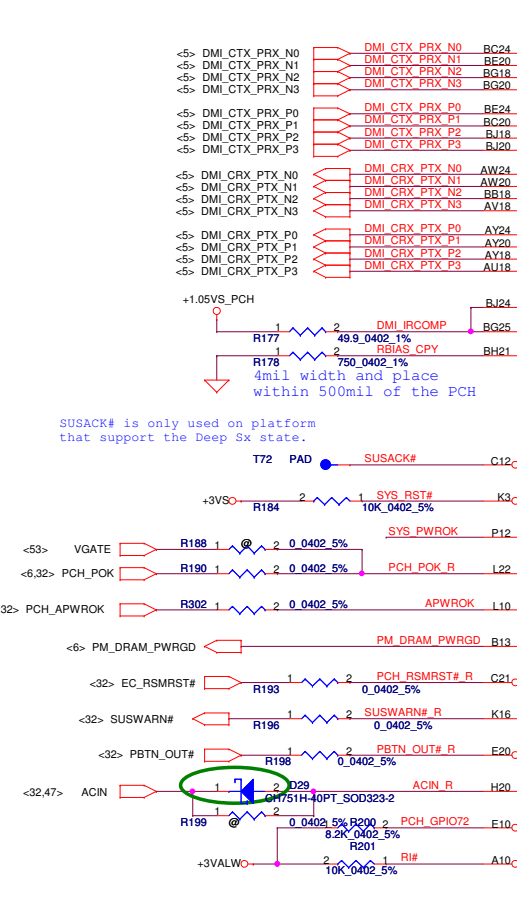 <5> DMI_CTX_PRX_N0 DMI_CTX_PRX_N0 BC24
<5> DMI_CTX_PRX_N1 DMI_CTX_PRX_N1 BE20
<5> DMI_CTX_PRX_N2 DMI_CTX_PRX_N2 BG18
<5> DMI_CTX_PRX_N3 DMI_CTX_PRX_N3 BG20
<5> DMI_CTX_PRX_P0 DMI_CTX_PRX_P0 BE24
<5> DMI_CTX_PRX_P1 DMI_CTX_PRX_P1 BC20
<5> DMI_CTX_PRX_P2 DMI_CTX_PRX_P2 BJ18
<5> DMI_CTX_PRX_P3 DMI_CTX_PRX_P3 BJ20
<5> DMI_CRX_PTX_N0 DMI_CRX_PTX_N0 AW24
<5> DMI_CRX_PTX_N1 DMI_CRX_PTX_N1 AW20
<5> DMI_CRX_PTX_N2 DMI_CRX_PTX_N2 BB18
<5> DMI_CRX_PTX_N3 DMI_CRX_PTX_N3 AV18
<5> DMI_CRX_PTX_P0 DMI_CRX_PTX_P0 AY24
<5> DMI_CRX_PTX_P1 DMI_CRX_PTX_P1 AY20
<5> DMI_CRX_PTX_P2 DMI_CRX_PTX_P2 AY18
<5> DMI_CRX_PTX_P3 DMI_CRX_PTX_P3 AU18
+1.05VS_PCH
BJ24
1 2 DMI_IRCOMP BG25
R177 49.9_0402_1%
1 2 RBIAS_CPY BH21
R178 750_0402_1%
4mil width and place
within 500mil of the PCH
SUSACK# is only used on platform
that support the Deep Sx state.
T72 PAD SUSACK# C12
+3VS 2 1 SYS_RST# K3
R184 10K_0402_5%
SYS_PWROK P12
<53> VGATE R188 1 @ 2 0_0402_5%
<6,32> PCH_POK R190 1 2 0_0402_5% PCH_POK_R L22
32> PCH_APWROK R302 1 2 0_0402_5% APWROK L10
<6> PM_DRAM_PWRGD PM_DRAM_PWRGD B13
<32> EC_RSMRST# 1 2 PCH_RSMRST#_R C21
R193 0_0402_5%
<32> SUSWARN# 1 2 SUSWARN#_R K16
R196 0_0402_5%
<32> PBTN_OUT# 1 2 PBTN_OUT#_R E20
R198 0_0402_5%
<32,47> ACIN 1 2 D29 ACIN_R H20
CH751H-40PT_SOD323-2
R199 1 @ 2 0_0402_5%
1 R200 2 PCH_GPIO72 E10
8.2K_0402_5%
R201
+3VALW 1 2 RI# A10
10K_0402_5%